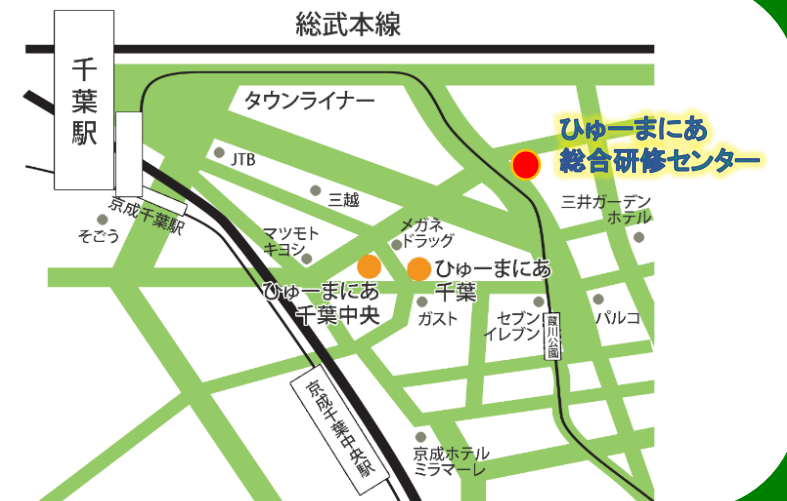 総武本線
千葉駅
タウンライナー
JTB
三越
ひゅーまにあ
総合研修センター
三井ガーデン
ホテル
京成千葉駅
そごう
マツモト
キヨシ
メガネ
ドラッグ
ひゅーまにあ
千葉
ひゅーまにあ
千葉中央
ガスト
セブン
イレブン
葭川公園
パルコ
京成千葉中央駅
京成ホテル
ミラマーレ